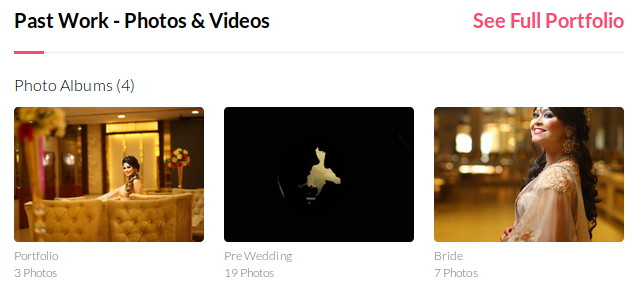 Past Work - Photos & Videos
See Full Portfolio
Photo Albums (4)
Portfolio
3 Photos
Pre Wedding
19 Photos
Bride
7 Photos